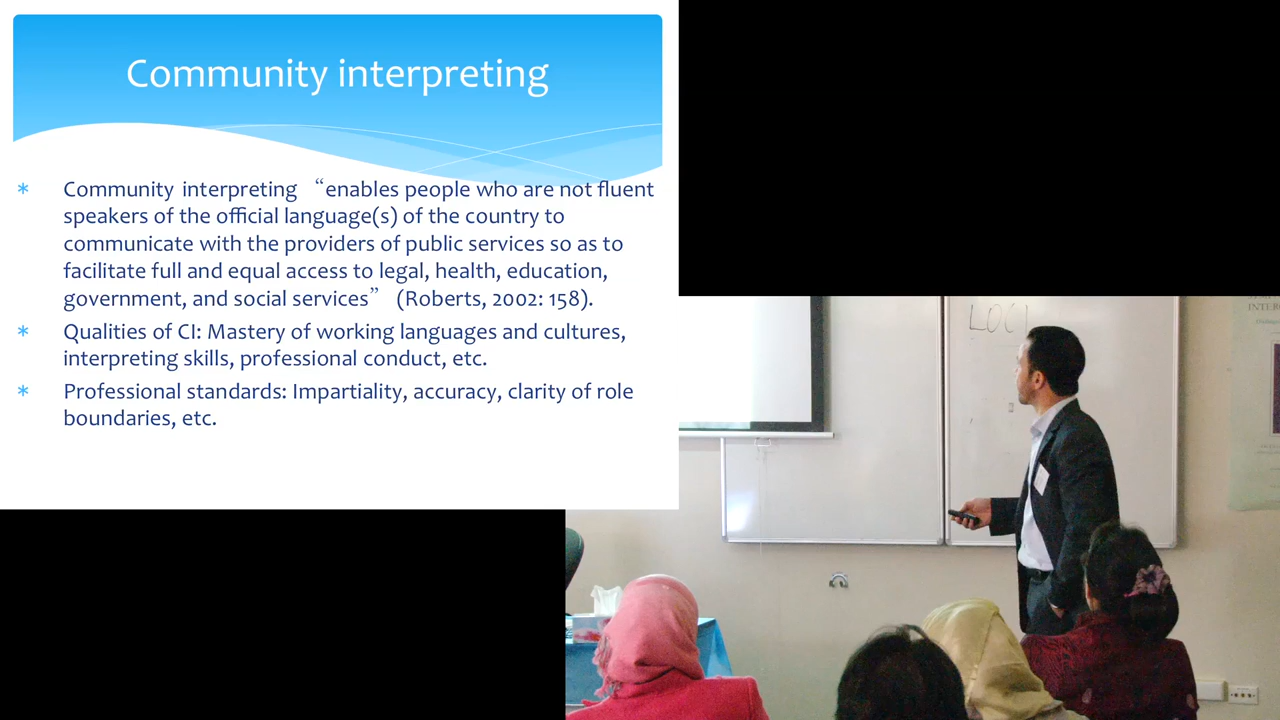 Community interpreting
Community interpreting “enables people who are not fluent
speakers of the official language(s) of the country to
communicate with the providers of public services so as to
facilitate full and equal access to legal, health, education,
government, and social services” (Roberts, 2002: 158).
Qualities of CI: Mastery of working languages and cultures,
interpreting skills, professional conduct, etc.
Professional standards: Impartiality, accuracy, clarity of role
boundaries, etc.
LOCI